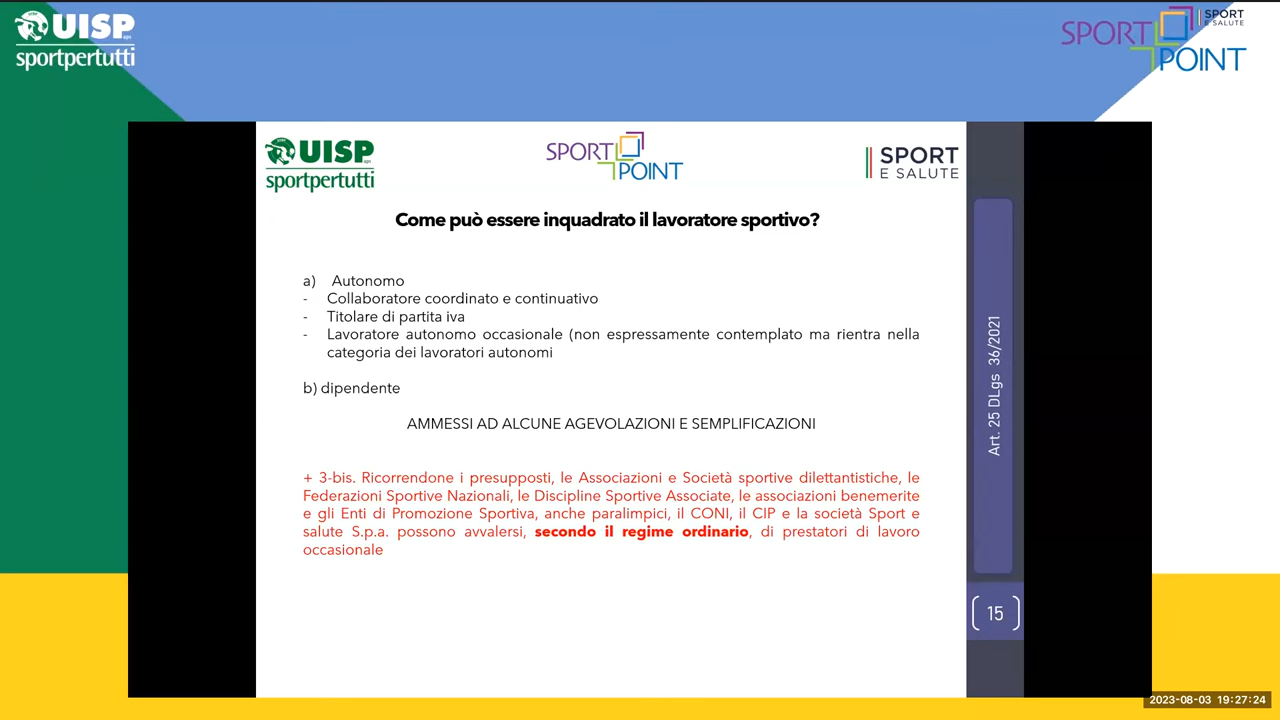 UISP aps
sportpertutti
SPORT
POINT
SPORT
E SALUTE
UISP aps
sportpertutti
SPORT
POINT
SPORT
E SALUTE
Come può essere inquadrato il lavoratore sportivo?
a) Autonomo
- Collaboratore coordinato e continuativo
- Titolare di partita iva
- Lavoratore autonomo occasionale (non espressamente contemplato ma rientra nella
categoria dei lavoratori autonomi
b) dipendente
AMMESSI AD ALCUNE AGEVOLAZIONI E SEMPLIFICAZIONI
+ 3-bis. Ricorrendone i presupposti, le Associazioni e Società sportive dilettantistiche, le
Federazioni Sportive Nazionali, le Discipline Sportive Associate, le associazioni benemerite
e gli Enti di Promozione Sportiva, anche paralimpici, il CONI, il CIP e la società Sport e
salute S.p.a. possono avvalersi, secondo il regime ordinario, di prestatori di lavoro
occasionale
Art. 25 DLgs 36/2021
15
2023-08-03 19:27:24